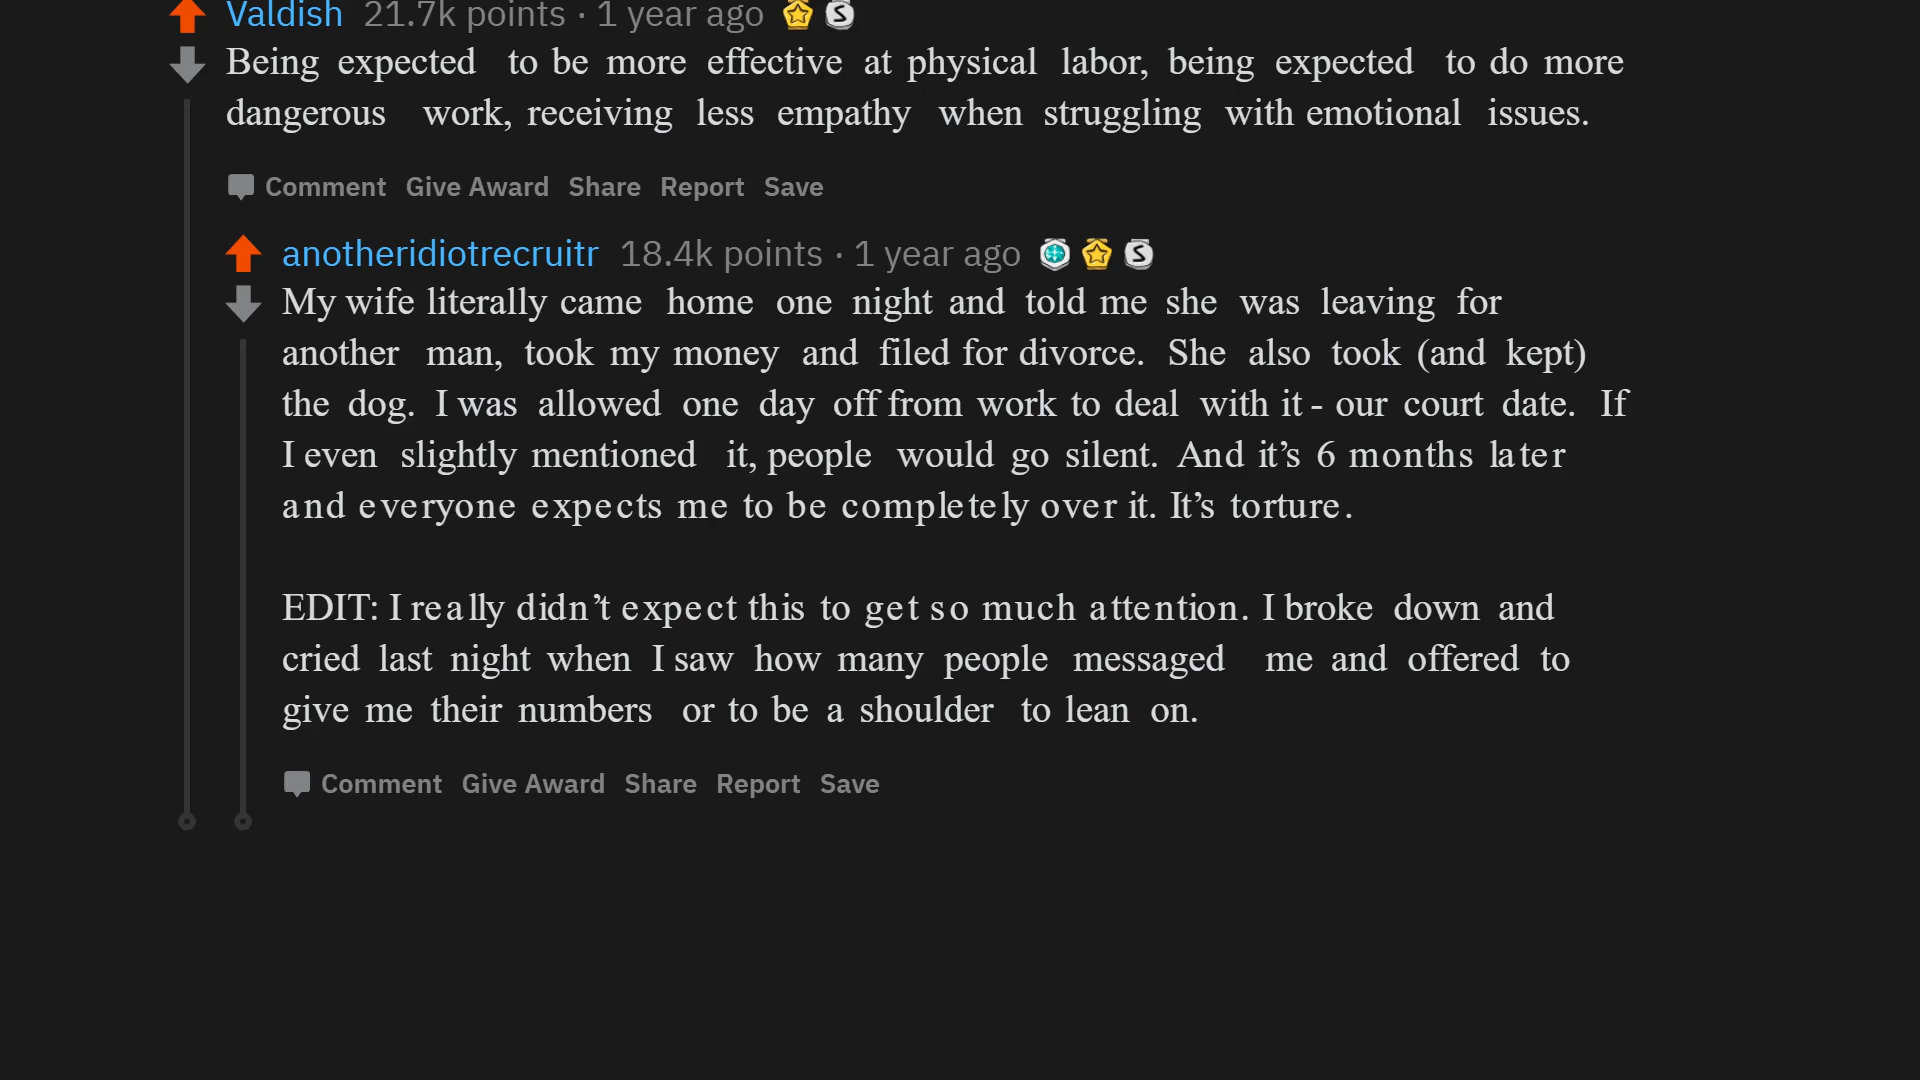 Valdish 21.7k points · 1 year ago
Being expected to be more effective at physical labor, being expected to do more
dangerous work, receiving less empathy when struggling with emotional issues.
Comment Give Award Share Report Save
anotheridiotrecruitr 18.4k points · 1 year ago
My wife literally came home one night and told me she was leaving for
another man, took my money and filed for divorce. She also took (and kept)
the dog. I was allowed one day off from work to deal with it - our court date. If
I even slightly mentioned it, people would go silent. And it’s 6 months later
and everyone expects me to be completely over it. It’s torture.
EDIT: I really didn’t expect this to get so much attention. I broke down and
cried last night when I saw how many people messaged me and offered to
give me their numbers or to be a shoulder to lean on.
Comment Give Award Share Report Save